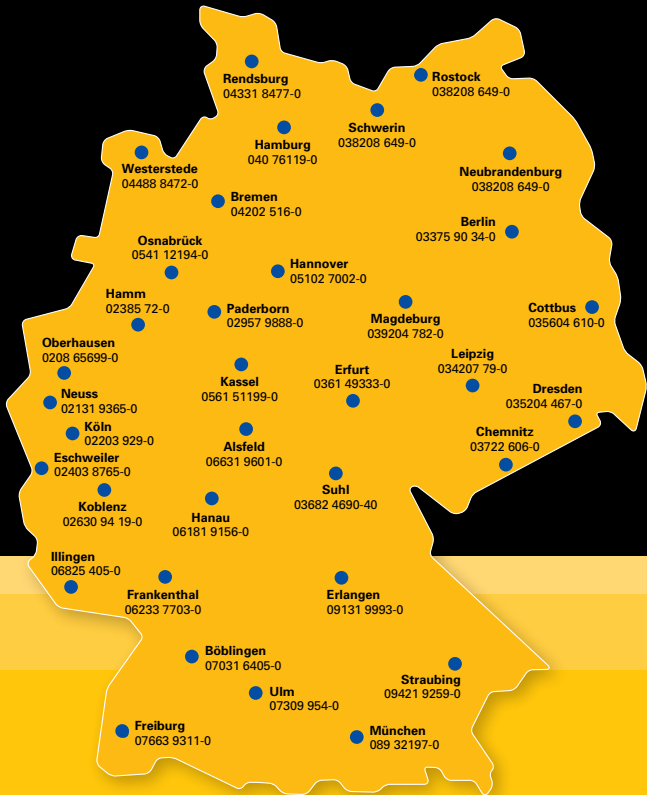 Rendsburg
04331 8477-0
Rostock
038208 649-0
Schwerin
038208 649-0
Hamburg
040 76119-0
Westerstede
04488 8472-0
Neubrandenburg
038208 649-0
Bremen
04202 516-0
Berlin
03375 90 34-0
Osnabrück
0541 12194-0
Hannover
05102 7002-0
Hamm
02385 72-0
Paderborn
02957 9888-0
Magdeburg
039204 782-0
Cottbus
035604 610-0
Oberhausen
0208 65699-0
Kassel
0561 51199-0
Erfurt
0361 49333-0
Leipzig
034207 79-0
Dresden
035204 467-0
Neuss
02131 9365-0
Köln
02203 929-0
Alsfeld
06631 9601-0
Chemnitz
03722 606-0
Eschweiler
02403 8765-0
Suhl
03682 4690-40
Koblenz
02630 94 19-0
Hanau
06181 9156-0
Illingen
06825 405-0
Frankenthal
06233 7703-0
Erlangen
09131 9993-0
Böblingen
07031 6405-0
Straubing
09421 9259-0
Ulm
07309 954-0
Freiburg
07663 9311-0
München
089 32197-0